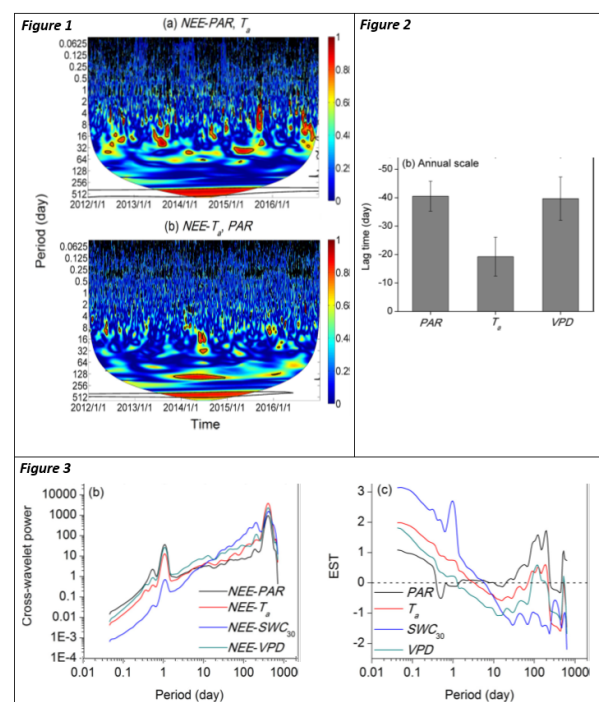 Figure 1
(a) NEE-PAR, Ta
Period (day)
0.0625
0.125
0.25
0.5
1
2
4
8
16
32
64
128
256
512
1
0.8
0.6
0.4
0.2
0
2012/1/1 2013/1/1 2014/1/1 2015/1/1 2016/1/1
(b) NEE-Ta, PAR
0.0625
0.125
0.25
0.5
1
2
4
8
16
32
64
128
256
512
1
0.8
0.6
0.4
0.2
0
2012/1/1 2013/1/1 2014/1/1 2015/1/1 2016/1/1
Time
Figure 2
(b) Annual scale
Lag time (day)
-50
-40
-30
-20
-10
0
PAR Ta VPD
Figure 3
(b)
Cross-wavelet power
10000
1000
100
10
1
0.1
0.01
1E-3
1E-4
NEE-PAR
NEE-Ta
NEE-SWC30
NEE-VPD
0.01 0.1 1 10 100 1000
Period (day)
(c)
EST
3
2
1
0
-1
-2
PAR
Ta
SWC30
VPD
0.01 0.1 1 10 100 1000
Period (day)